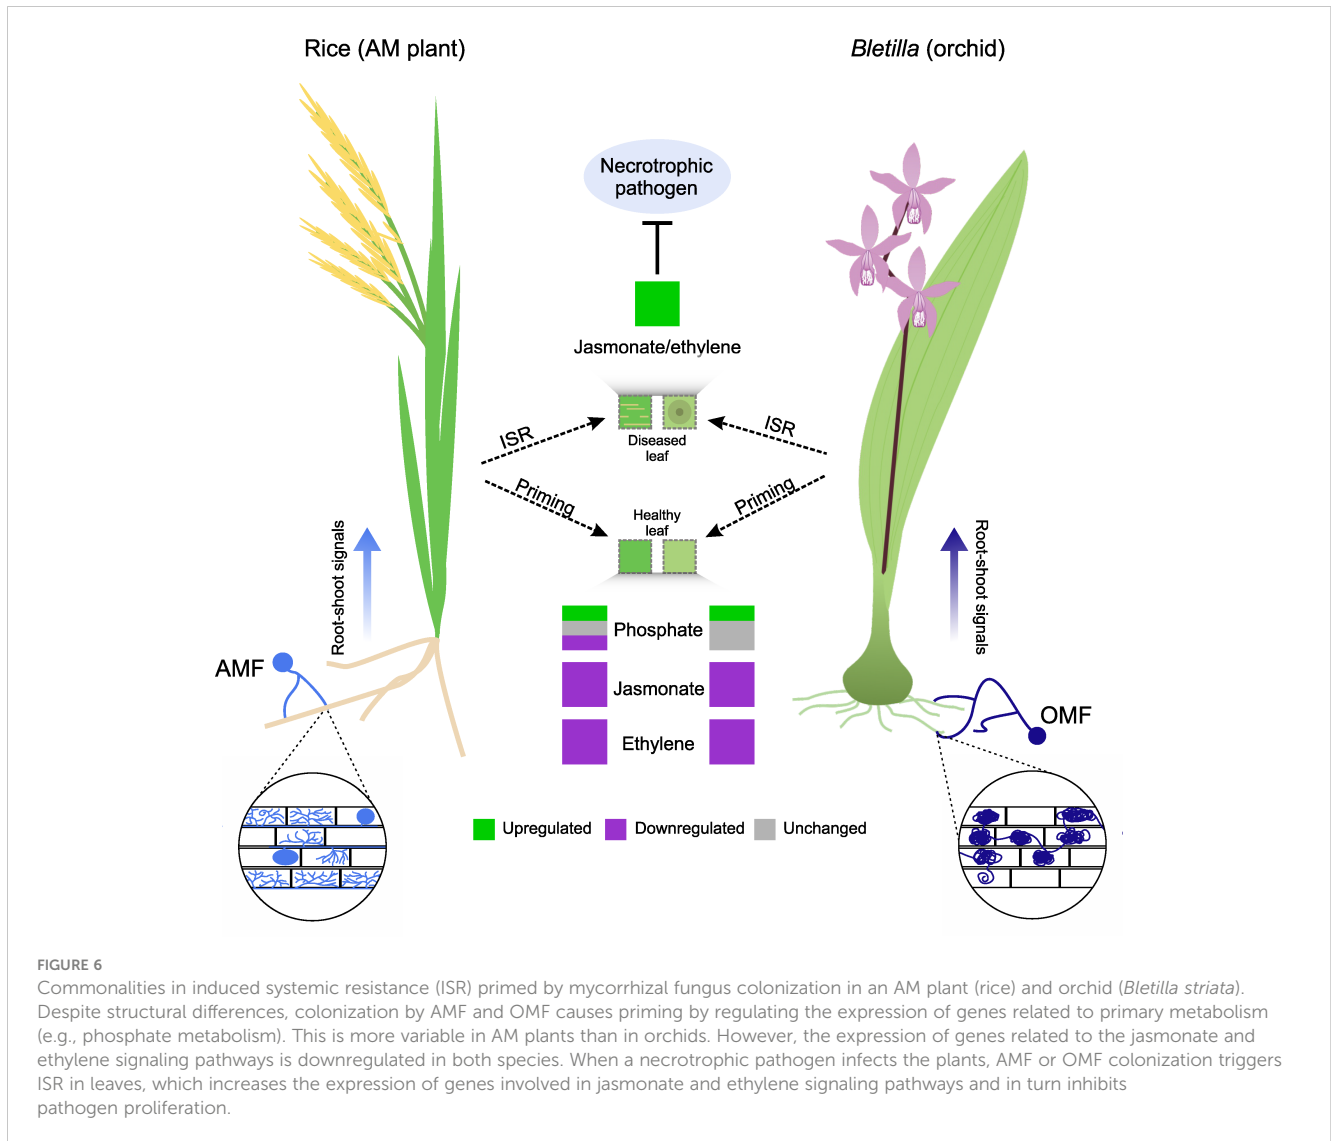 Rice (AM plant)
Bletilla (orchid)
Necrotrophic
pathogen
Jasmonate/ethylene
ISR
ISR
Diseased
leaf
Priming
Priming
Healthy
leaf
Root-shoot signals
Root-shoot signals
Phosphate
AMF
Jasmonate
OMF
Ethylene
Upregulated
Downregulated
Unchanged
FIGURE 6
Commonalities in induced systemic resistance (ISR) primed by mycorrhizal fungus colonization in an AM plant (rice) and orchid (Bletilla striata).
Despite structural differences, colonization by AMF and OMF causes priming by regulating the expression of genes related to primary metabolism
(e.g., phosphate metabolism). This is more variable in AM plants than in orchids. However, the expression of genes related to the jasmonate and
ethylene signaling pathways is downregulated in both species. When a necrotrophic pathogen infects the plants, AMF or OMF colonization triggers
ISR in leaves, which increases the expression of genes involved in jasmonate and ethylene signaling pathways and in turn inhibits
pathogen proliferation.